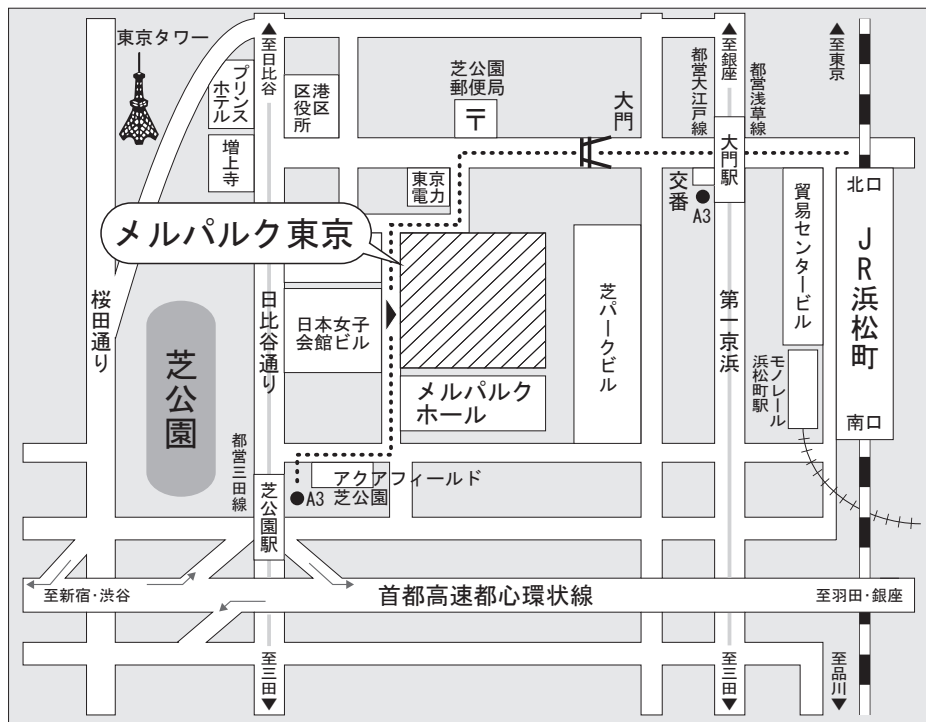 東京タワー
至日比谷
プリンス
ホテル
港区
区役所
増上寺
芝公園
郵便局
〒
大門
都営大江戸線
至銀座
都営浅草線
至東京
大門駅
東京
電力
交番
A3
北口
貿易センタービル
JR浜松町
メルパルク東京
桜田通り
日比谷通り
芝公園
日本女子
会館ビル
芝パークビル
第一京浜
モノレール
浜松町駅
南口
メルパルク
ホール
都営三田線
芝公園駅
A3
アクアフィールド
芝公園
至新宿・渋谷
首都高速都心環状線
至羽田・銀座
至三田
至三田
至品川